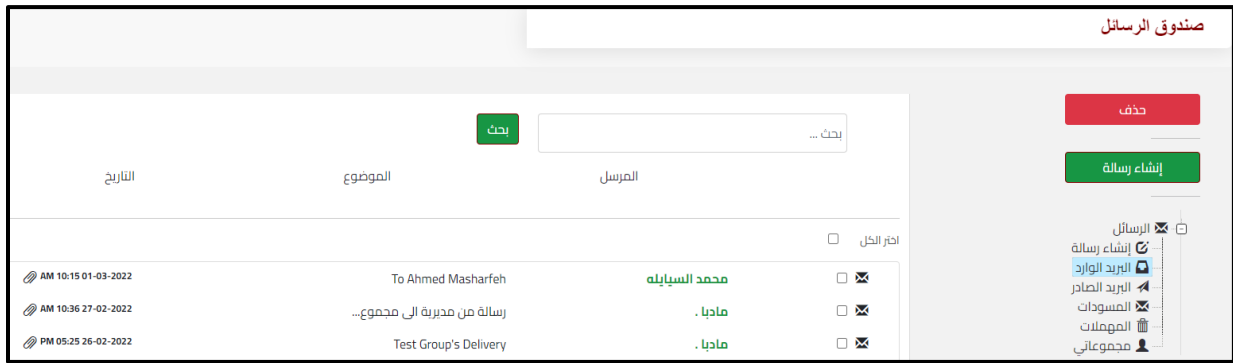 صندوق الرسائل
حذف
إنشاء رسالة
الرسائل
إنشاء رسالة
البريد الوارد
البريد الصادر
المسودات
المهملات
مجموعاتي
بحث ...
بحث
المرسل الموضوع التاريخ
اختر الكل
محمد السيايله To Ahmed Masharfeh AM 10:15 01-03-2022
مادبا . رسالة من مديرية الى مجموع... AM 10:36 27-02-2022
مادبا . Test Group's Delivery PM 05:25 26-02-2022